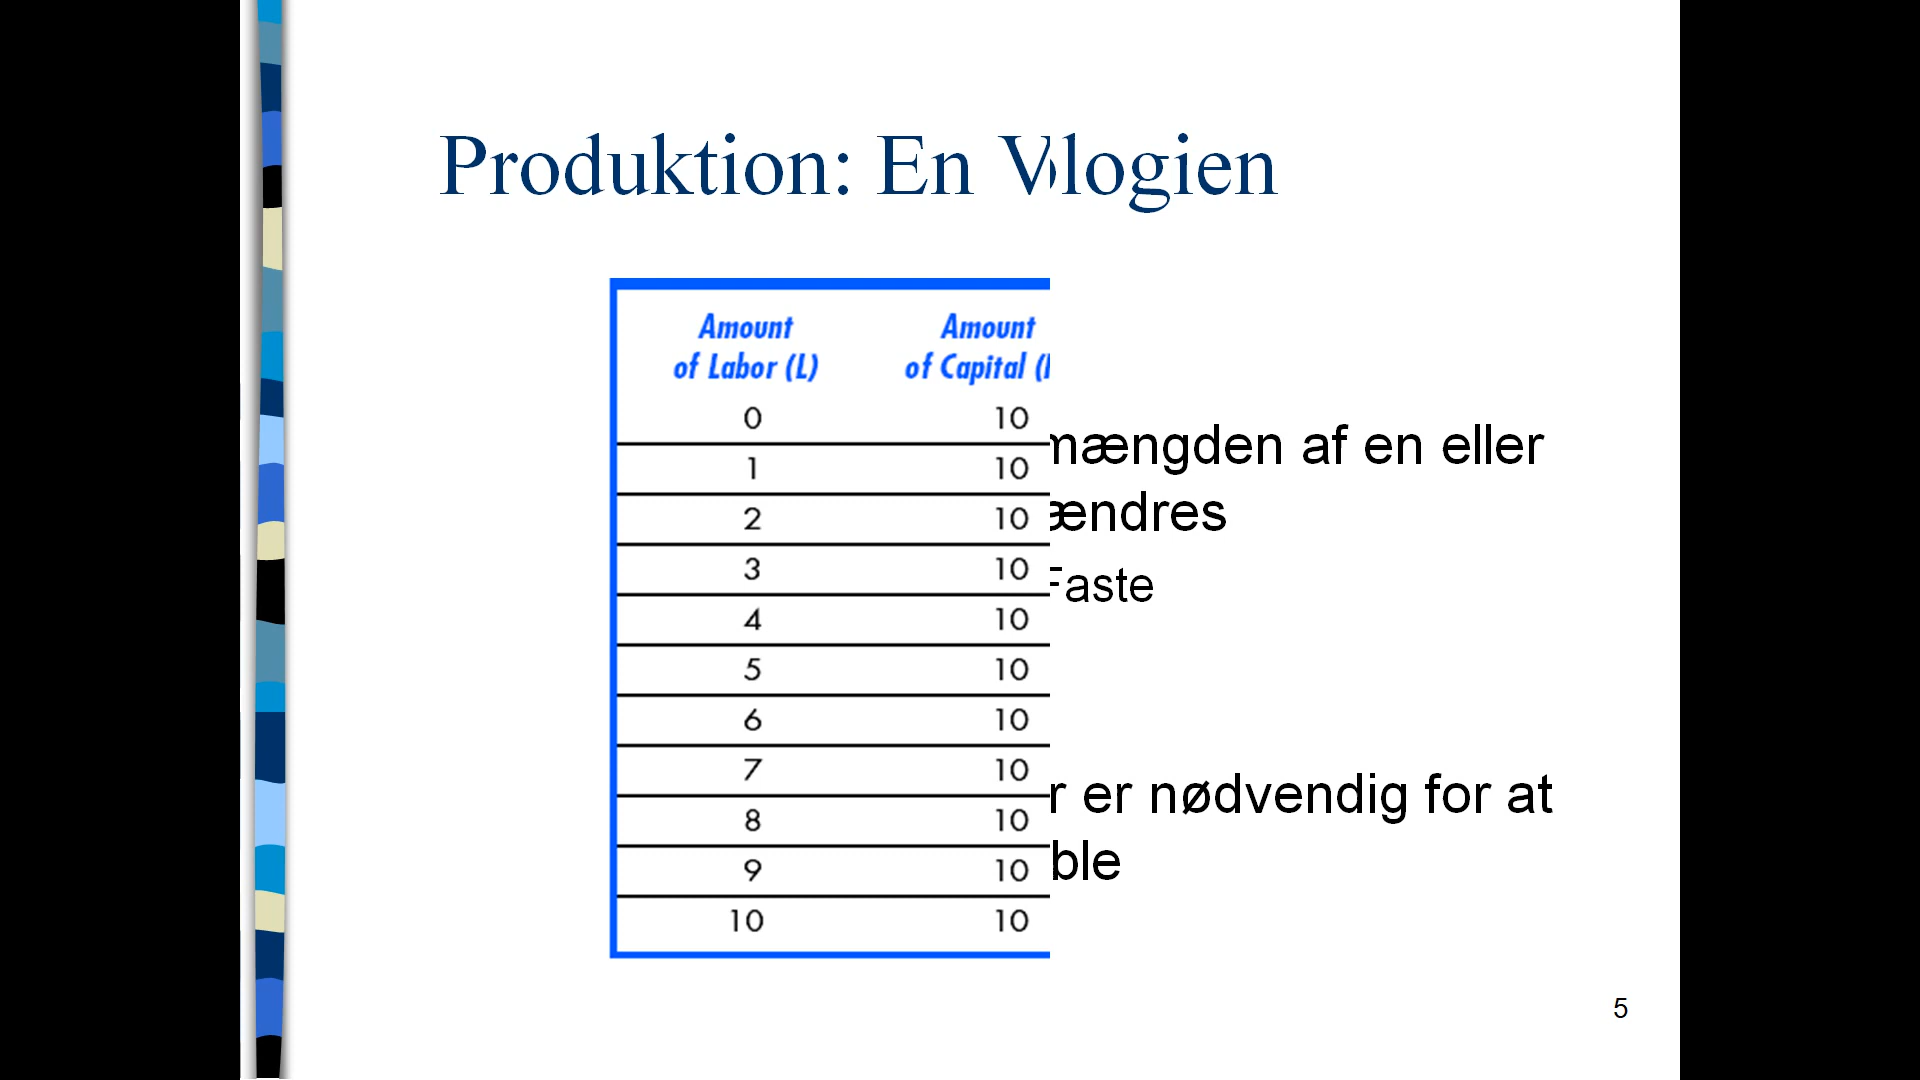 Produktion: En Vlogien
Amount Amount
of Labor (L) of Capital (
0 10
mængden af en eller
1 10
2 10
ændres
3 10
Faste
4 10
5 10
6 10
7 10
r er nødvendig for at
8 10
ble
9 10
10 10
5